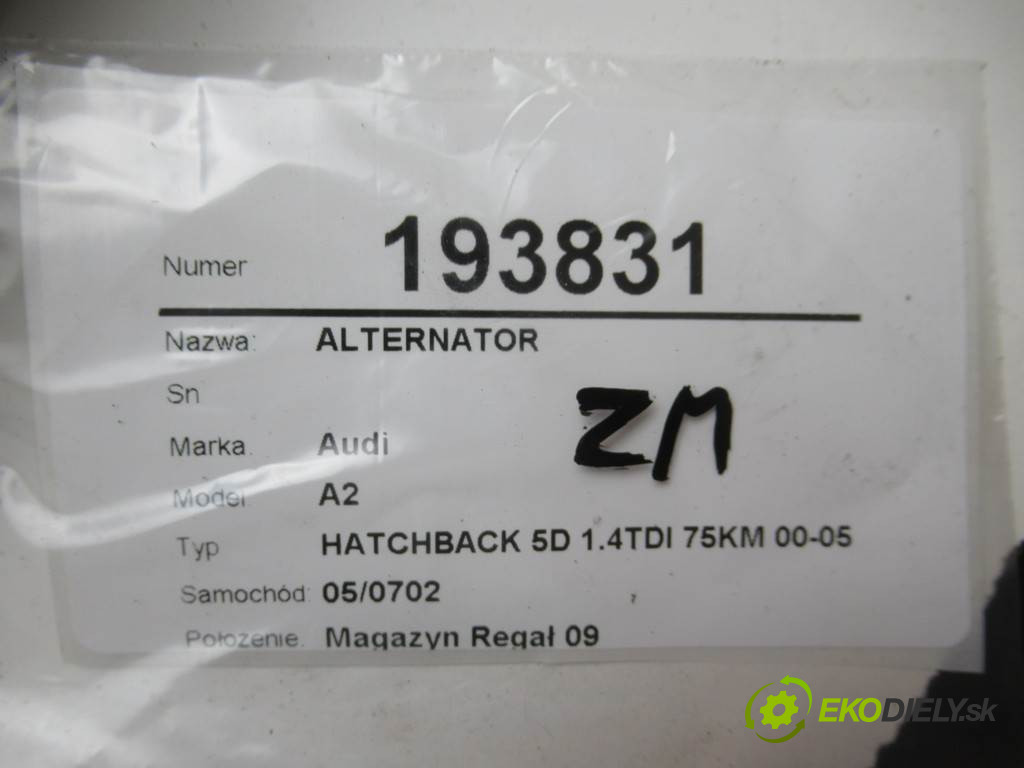 Numer 193831
Nazwa: ALTERNATOR
Sn
ZM
Marka. Audi
Model A2
Typ HATCHBACK 5D 1.4TDI 75KM 00-05
Samochód: 05/0702
Położenie. Magazyn Regał 09
EKODIELY.sk